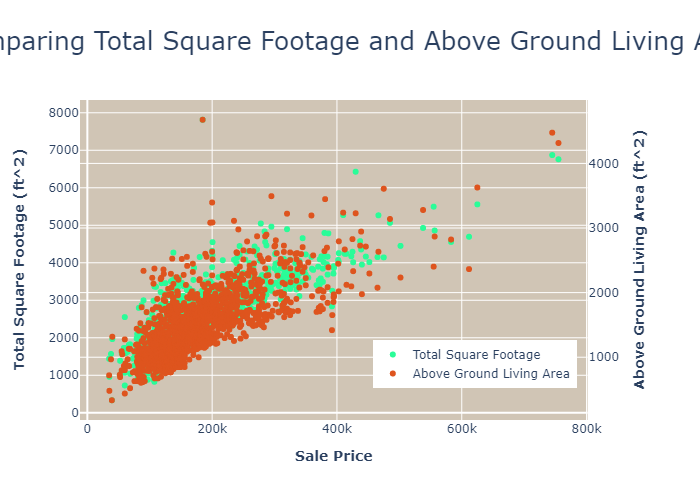 paring Total Square Footage and Above Ground Living
8000
7000
6000
5000
4000
3000
2000
1000
0
Total Square Footage (ft^2)
4000
3000
2000
1000
Above Ground Living Area (ft^2)
Total Square Footage
Above Ground Living Area
0
200k
400k
600k
800k
Sale Price